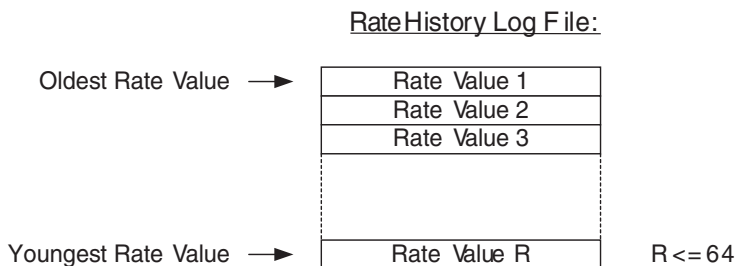 RateHistory Log File:
Oldest Rate Value
Rate Value 1
Rate Value 2
Rate Value 3
Youngest Rate Value
Rate Value R
R<=64